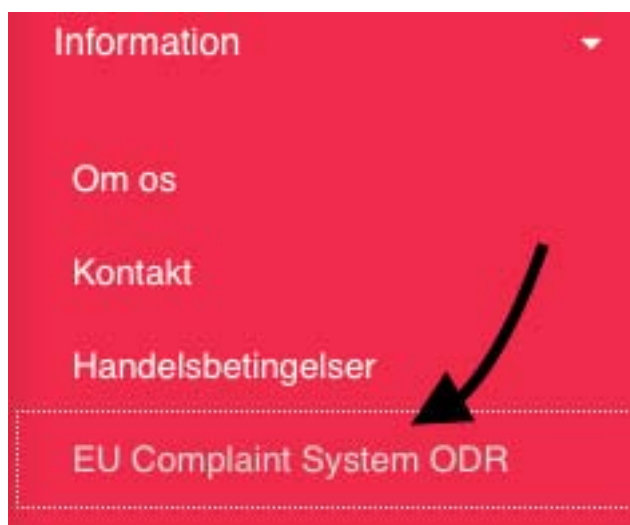 Information
Om os
Kontakt
Handelsbetingelser
EU Complaint System ODR